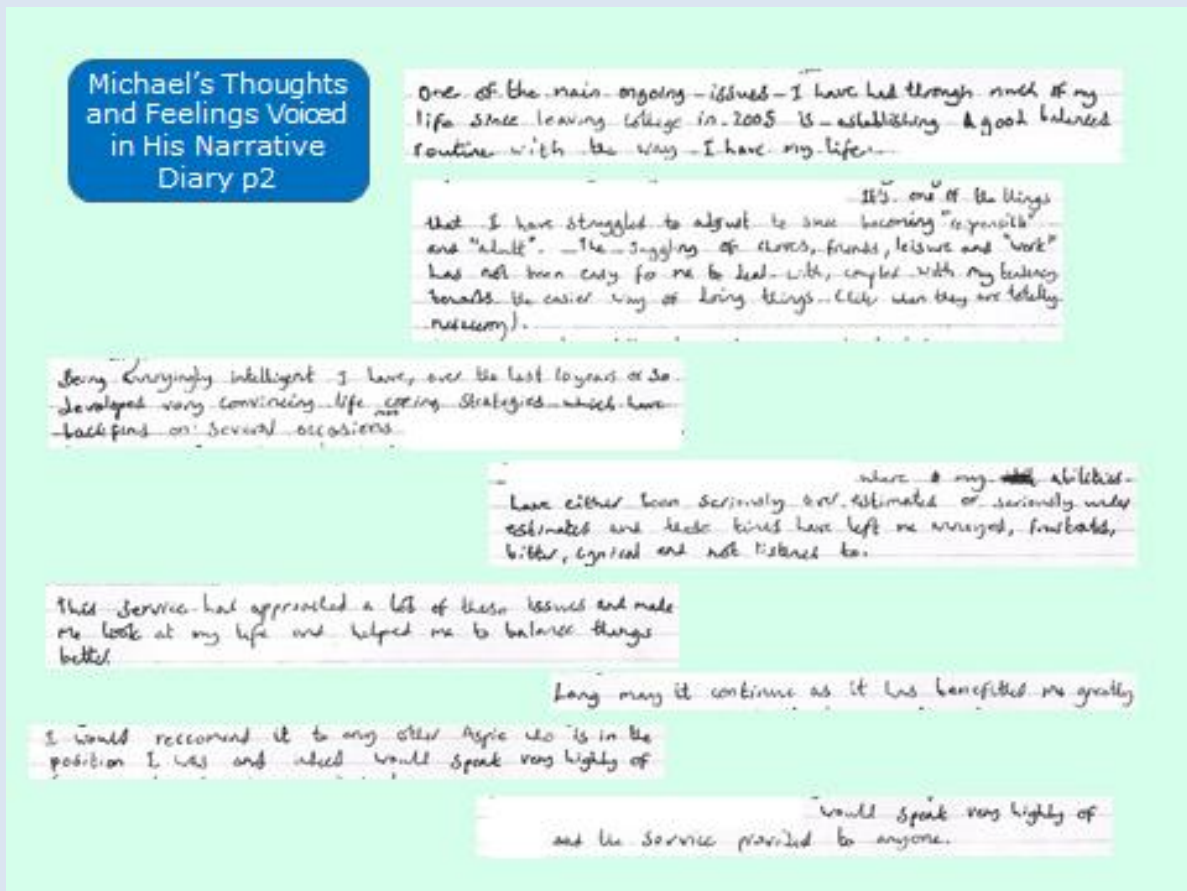 Michael's Thoughts
and Feelings Voiced
in His Narrative
Diary p2
One of the main ongoing issues I have had through much of my
life since leaving college in 2005 is establishing a good balanced
routine with the way I have my life.
It's one of the things
that I have struggled to adjust to since becoming "responsible"
and "adult". The juggling of chores, friends, leisure and "work"
has not been easy for me to deal with, coupled with my tendency
towards the easier way of doing things (
necessary).
Being annoyingly intelligent I have, over the last 10 years or so
developed very convincing life coping strategies which have
backfired on several occasions
where my abilities
have either been seriously over estimated or seriously under
estimated and these times have left me annoyed, frustrated,
bitter, cynical and not listened to.
This service has approached a lot of these issues and made
me look at my life and helped me to balance things
better.
Long may it continue as it has benefitted me greatly
I would reccomend it to any other Aspie who is in the
position I was and indeed would speak very highly of
would speak very highly of
and the service provided to anyone.